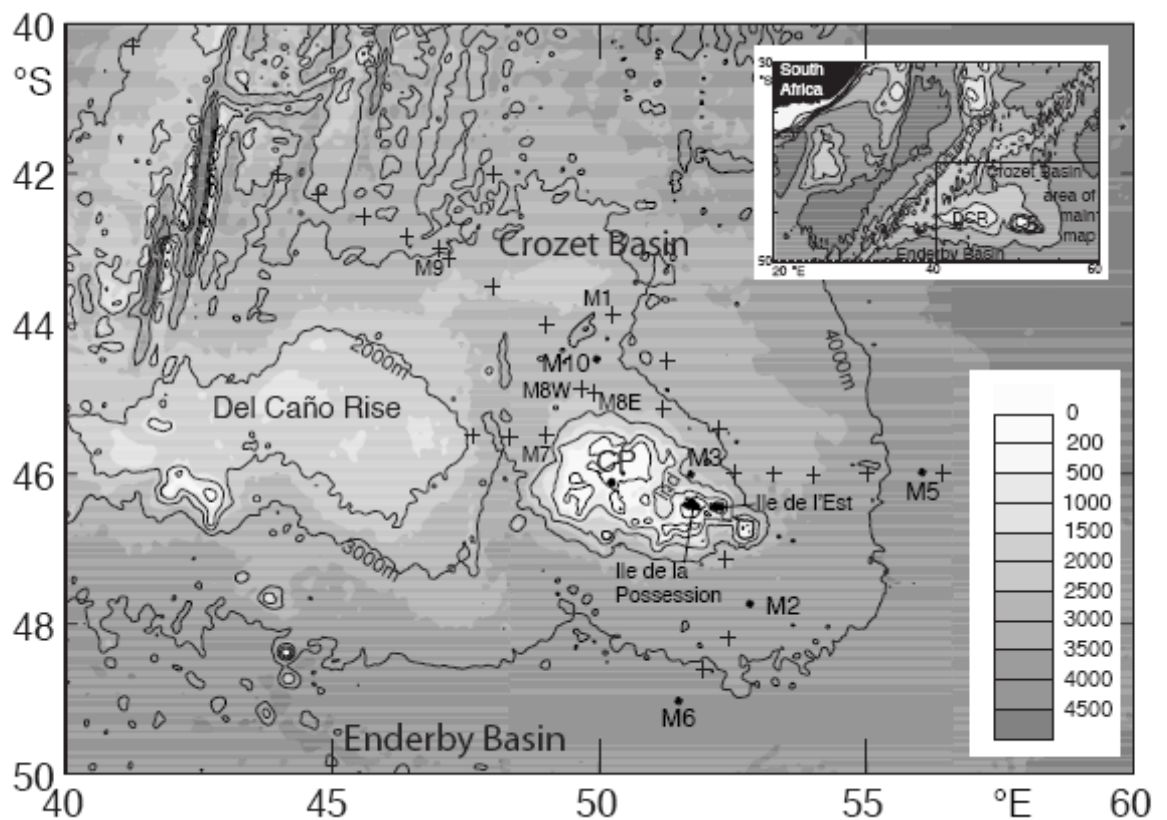 40
°S
42
44
46
48
50
40
45
50
55
°E
60
Crozet Basin
M9
M1
M10
M8W
M8E
M7
M3
CP
M5
Ile de l'Est
Ile de la
Possession
M2
M6
Del Caño Rise
2000m
3000m
4000m
Enderby Basin
30
°S
South
Africa
Crozet Basin
area of
main
map
DCR
Enderby Basin
50
20 °E
40
60
0
200
500
1000
1500
2000
2500
3000
3500
4000
4500